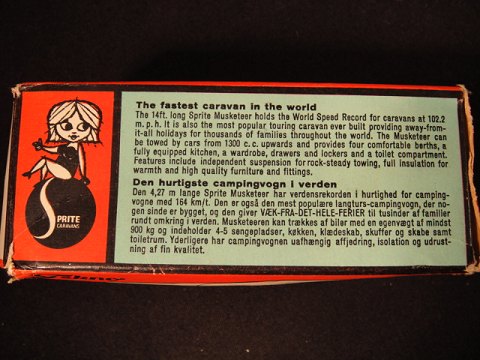 The fastest caravan in the world
The 14ft. long Sprite Musketeer holds the World Speed Record for caravans at 102.2
m. p. h. It is also the most popular touring caravan ever built providing away-from-
it-all holidays for thousands of families throughout the world. The Musketeer can
be towed by cars from 1300 c. c. upwards and provides four comfortable berths, a
fully equipped kitchen, a wardrobe, drawers and lockers and a toilet compartment.
Features include independent suspension for rock-steady towing, full insulation for
warmth and high quality furniture and fittings.
Den hurtigste campingvogn i verden
Den 4,27 m lange Sprite Musketeer har verdensrekorden i hurtighed for camping-
vogne med 164 km/t. Den er også den mest populære langturs-campingvogn, der no-
gen sinde er bygget, og den giver VÆK-FRA-DET-HELE-FERIER til tusinder af familier
rundt omkring i verden. Musketeeren kan trækkes af biler med en egenvægt af mindst
900 kg og indeholder 4-5 sengepladser, køkken, klædeskab, skuffer og skabe samt
toiletrum. Yderligere har campingvognen uafhængig affjedring, isolation og udrust-
ning af fin kvalitet.
SPRITE
CARAVANS